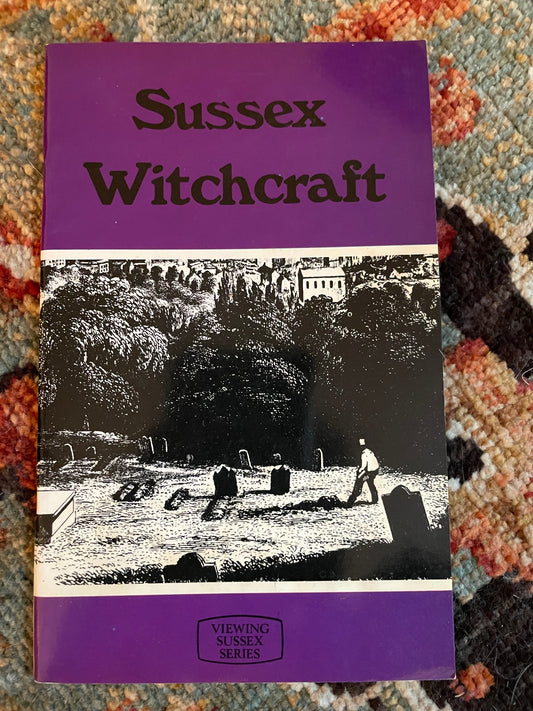 Sussex
Witchcraft
VIEWING
SUSSEX
SERIES